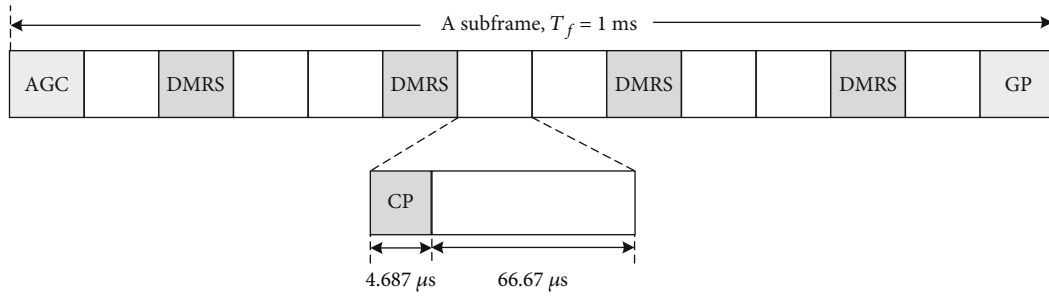 A subframe, T_f = 1 ms
AGC DMRS DMRS DMRS DMRS GP
CP
4.687 μs 66.67 μs